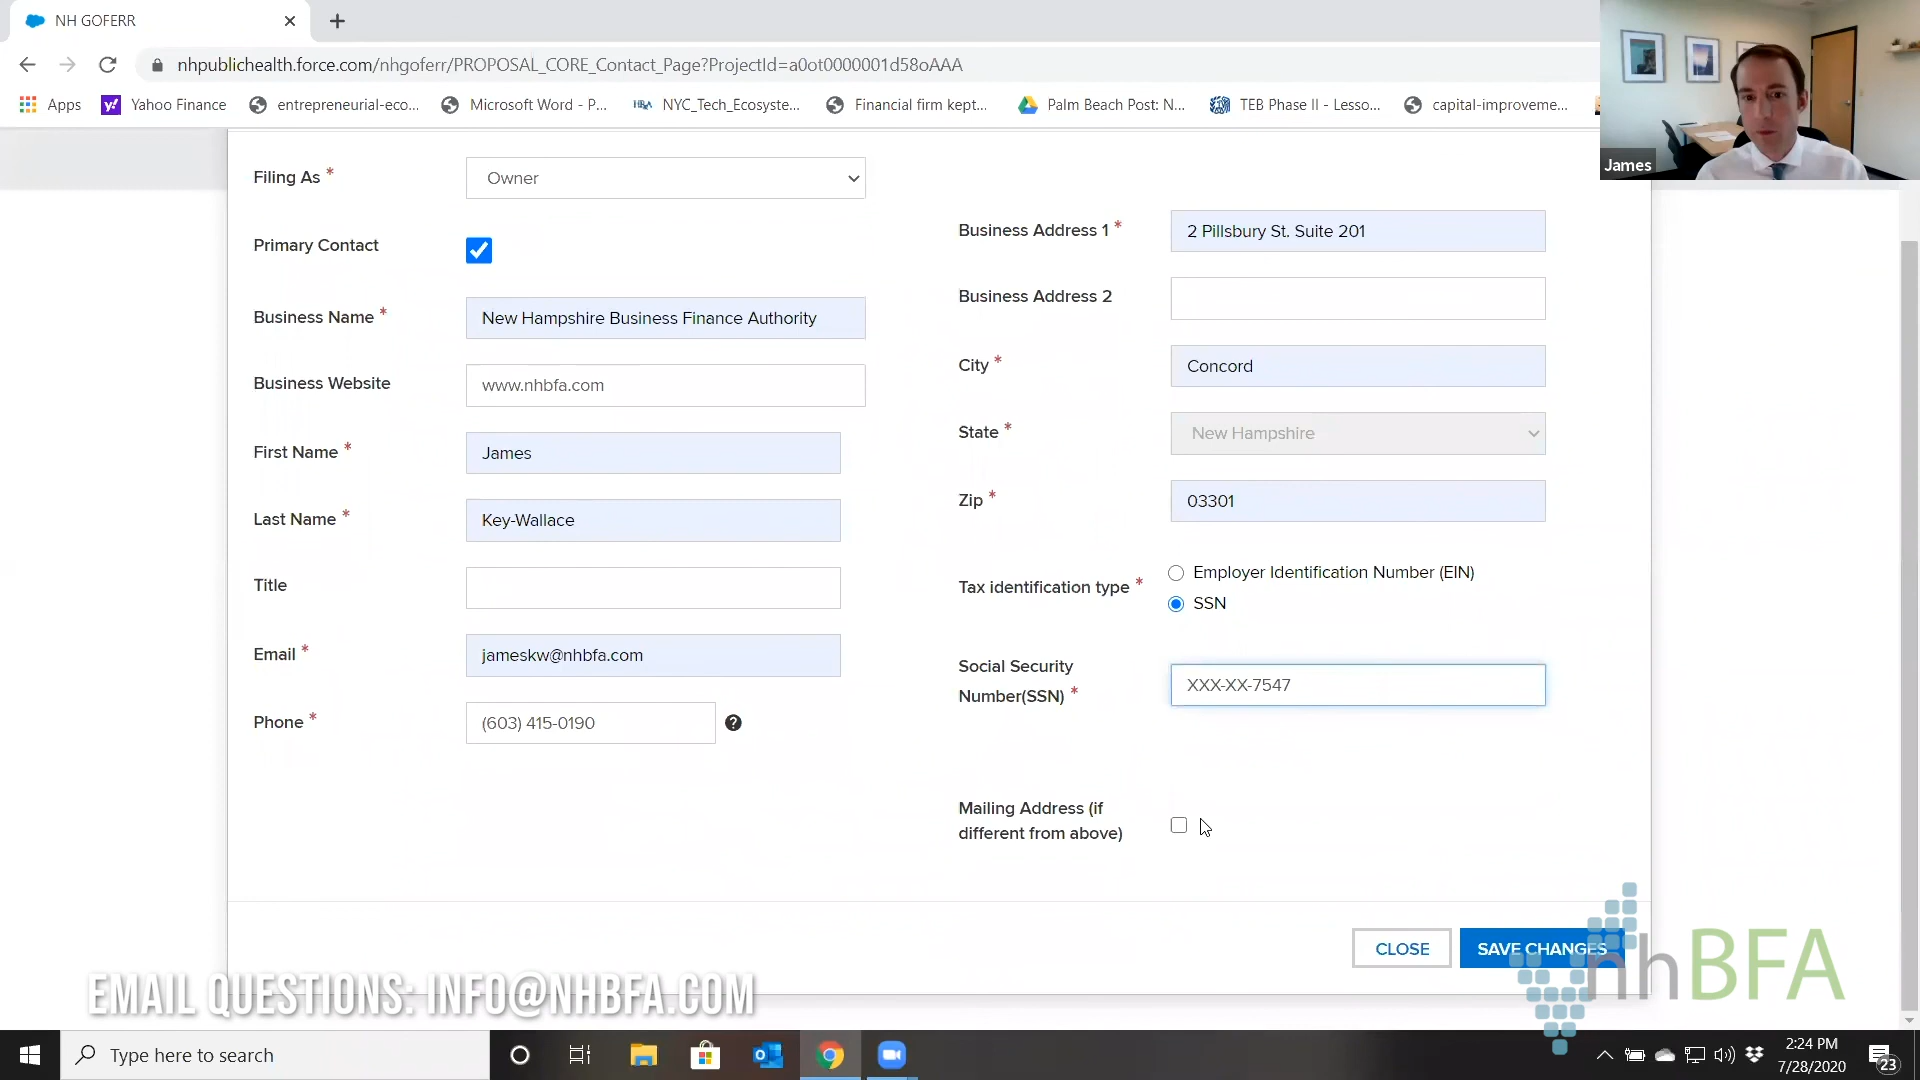 NH GOFERR
nhpublichealth.force.com/nhgoferr/PROPOSAL_CORE_Contact_Page?ProjectId=a0ot0000001d58oAAA
Apps Yahoo Finance entrepreneurial-eco... Microsoft Word - P... NYC_Tech_Ecosyste... Financial firm kept... Palm Beach Post: N... TEB Phase II - Lesso... capital-improveme...
James
Filing As *
Owner
Primary Contact
Business Name *
New Hampshire Business Finance Authority
Business Website
www.nhbfa.com
First Name *
James
Last Name *
Key-Wallace
Title
Email *
jameskw@nhbfa.com
Phone *
(603) 415-0190
Business Address 1 *
2 Pillsbury St. Suite 201
Business Address 2
City *
Concord
State *
New Hampshire
Zip *
03301
Tax identification type *
Employer Identification Number (EIN)
SSN
Social Security
Number(SSN) *
XXX-XX-7547
Mailing Address (if
different from above)
CLOSE
SAVE CHANGES
nhBFA
EMAIL QUESTIONS: INFO@NHBFA.COM
Type here to search
2:24 PM
7/28/2020
23